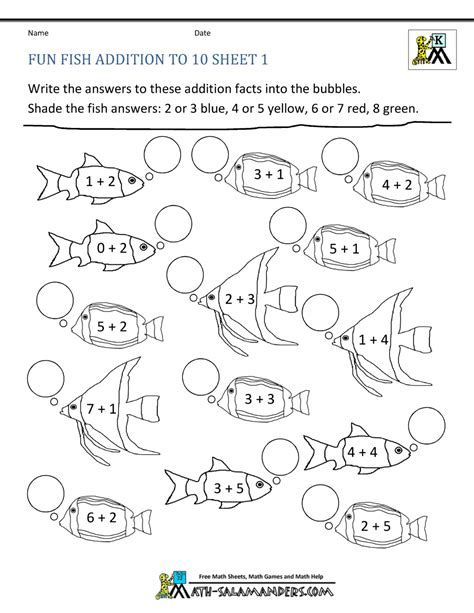 Name Date
K
M
FUN FISH ADDITION TO 10 SHEET 1
Write the answers to these addition facts into the bubbles.
Shade the fish answers: 2 or 3 blue, 4 or 5 yellow, 6 or 7 red, 8 green.
1 + 2
3 + 1
4 + 2
0 + 2
5 + 1
2 + 3
5 + 2
1 + 4
7 + 1
3 + 3
4 + 4
3 + 5
6 + 2
2 + 5
Free Math Sheets, Math Games and Math Help
MATH-SALAMANDERS.COM